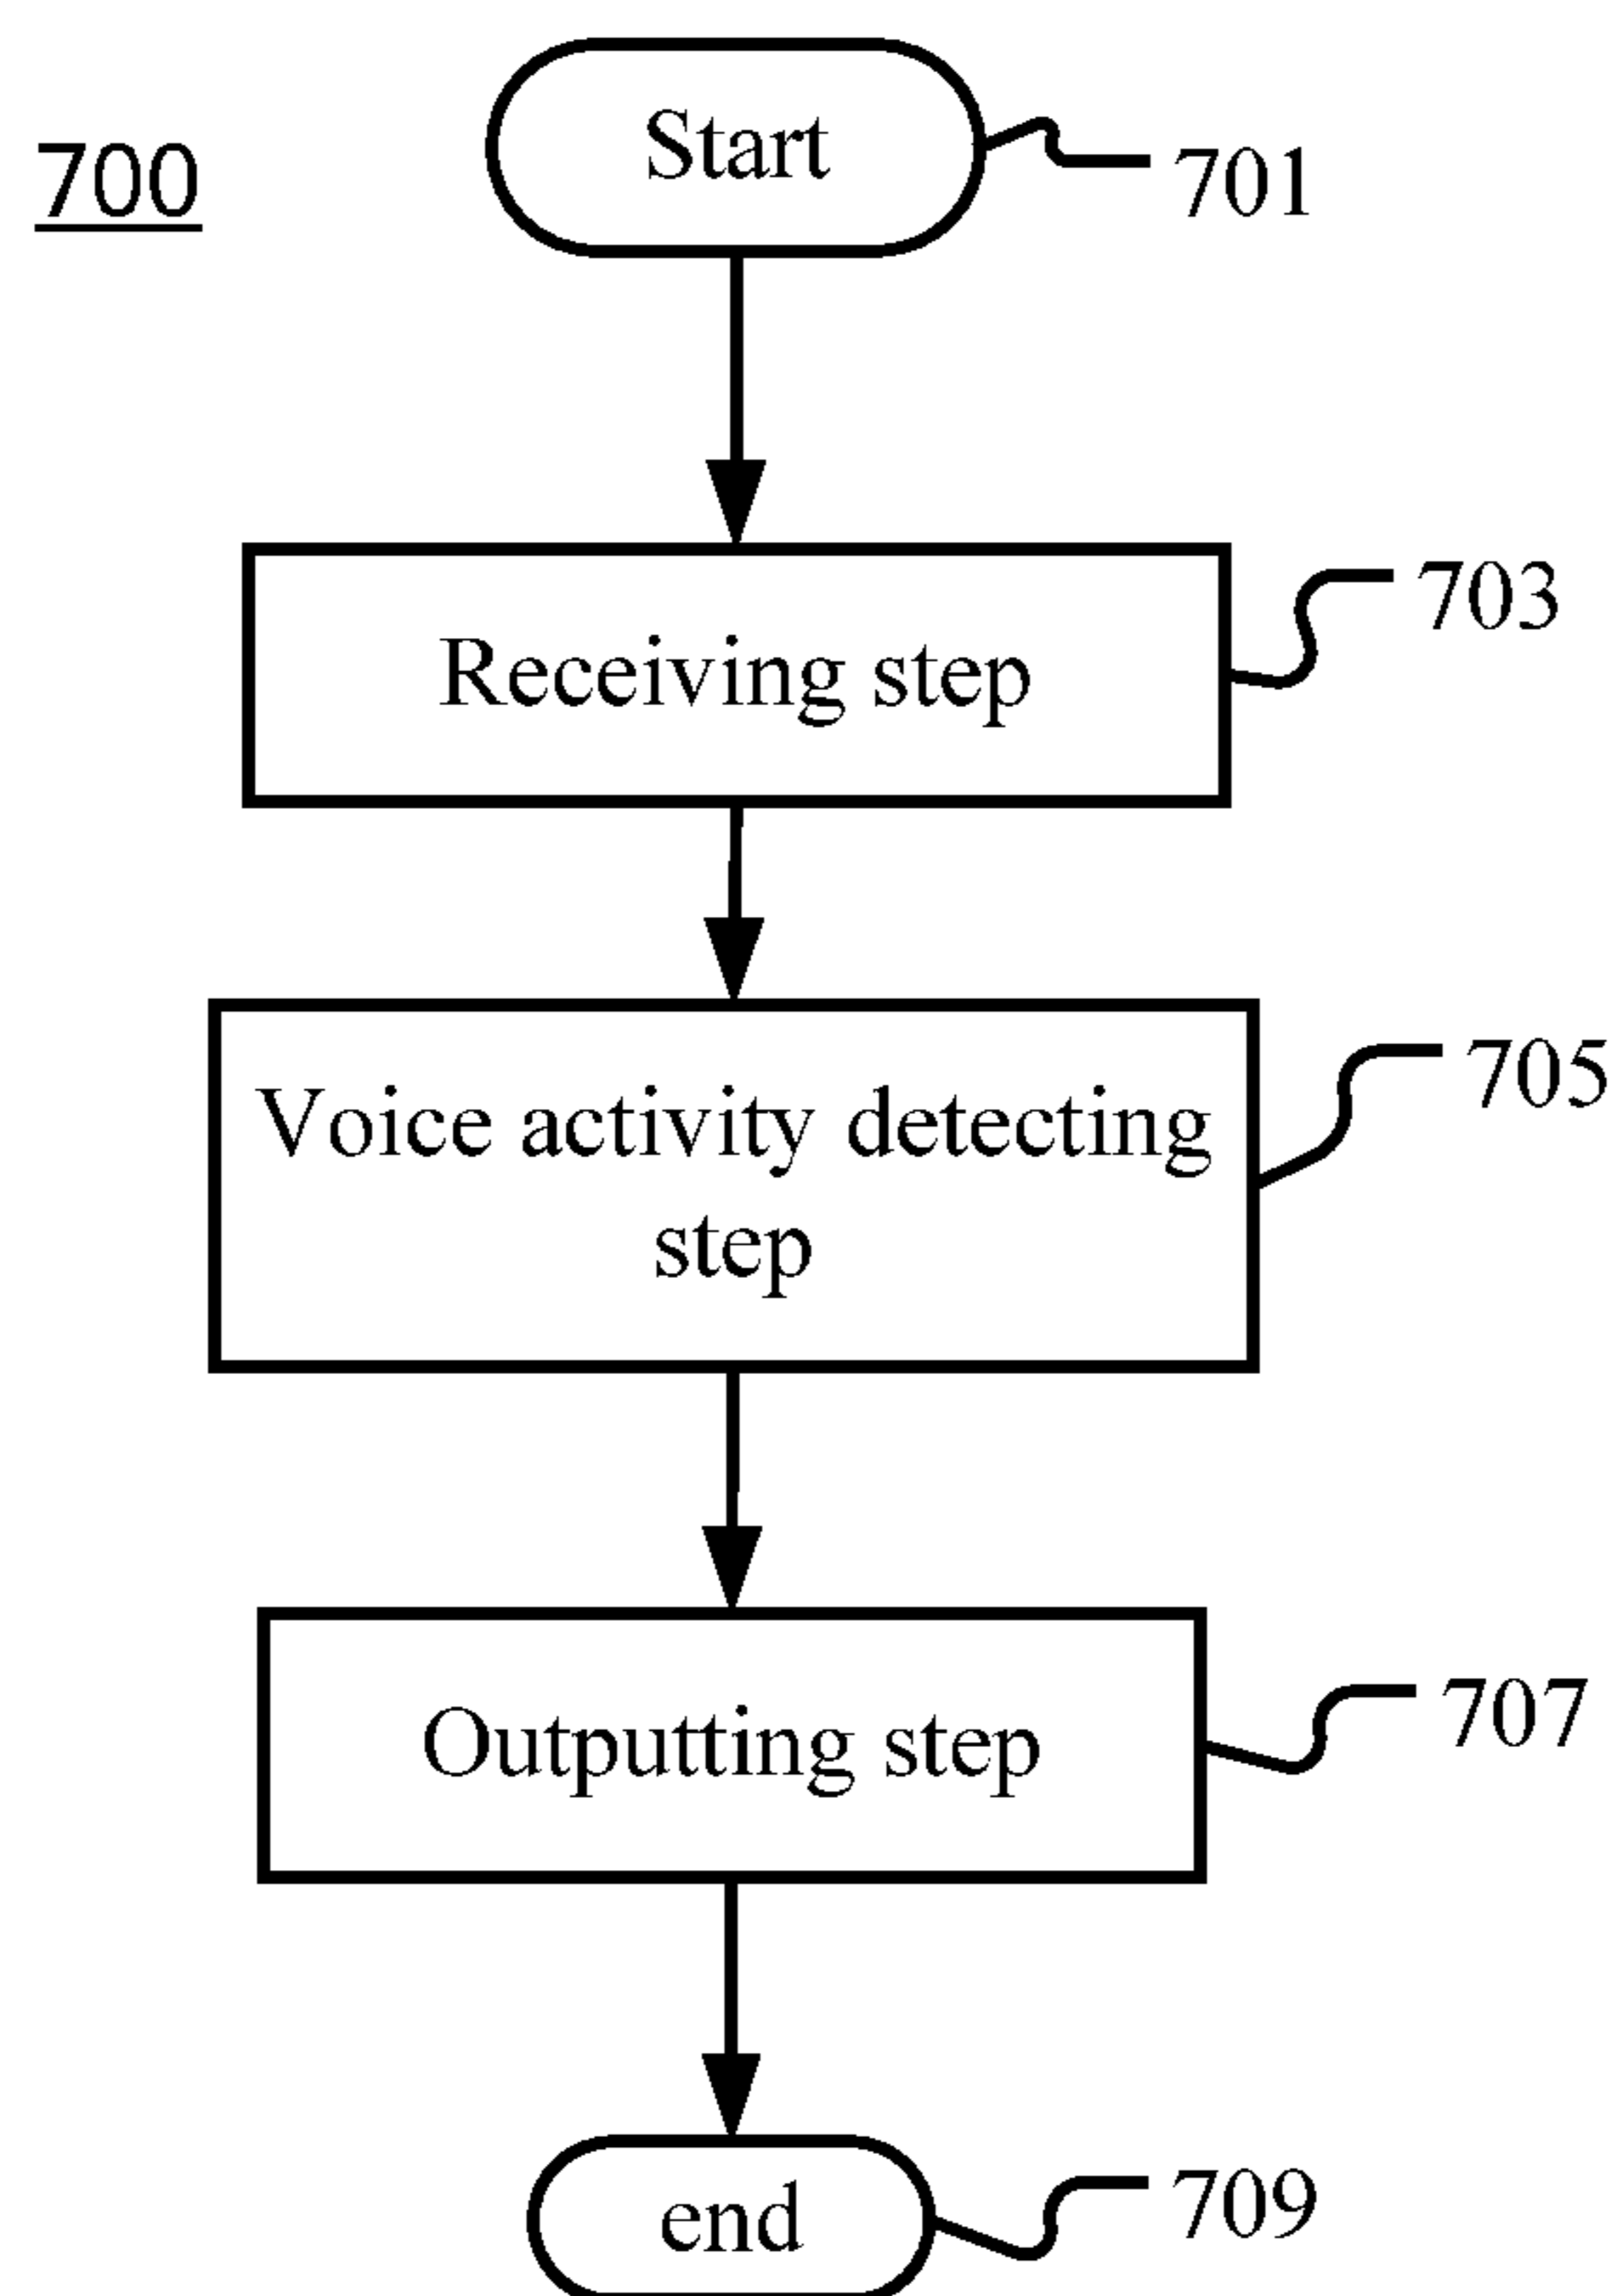 700
Start
701
Receiving step
703
Voice activity detecting
step
705
Outputting step
707
end
709